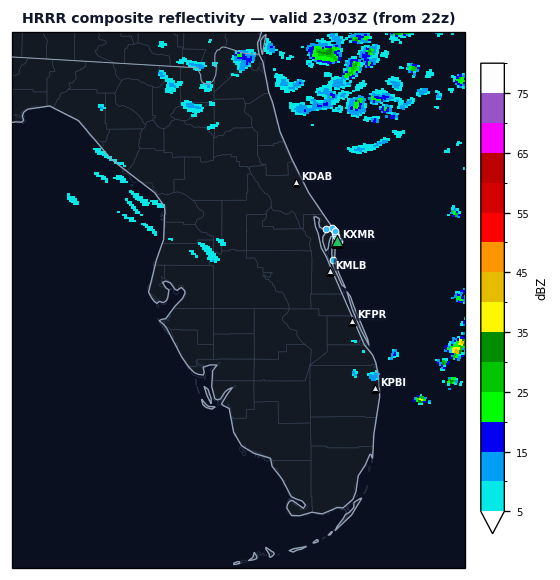 HRRR composite reflectivity — valid 23/03Z (from 22z)
KDAB
KXMR
KMLB
KFPR
KPBI
75
65
55
45
35
25
15
5
dBZ